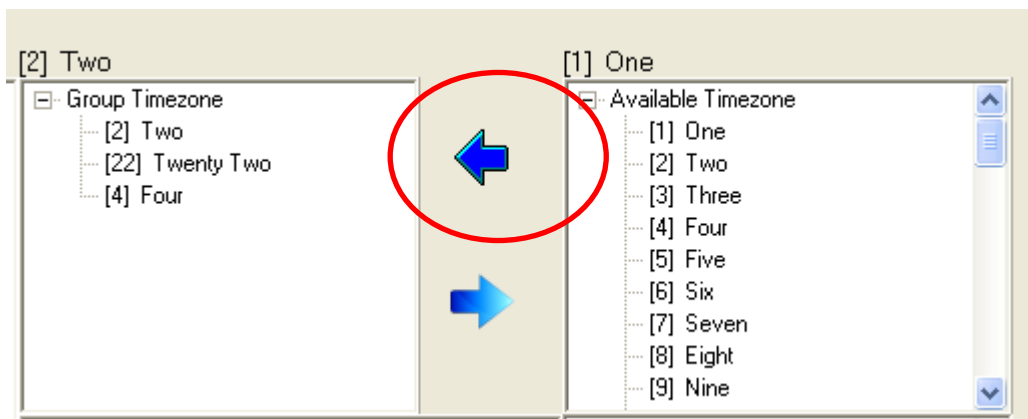 [2] Two
Group Timezone
[2] Two
[22] Twenty Two
[4] Four
[1] One
Available Timezone
[1] One
[2] Two
[3] Three
[4] Four
[5] Five
[6] Six
[7] Seven
[8] Eight
[9] Nine